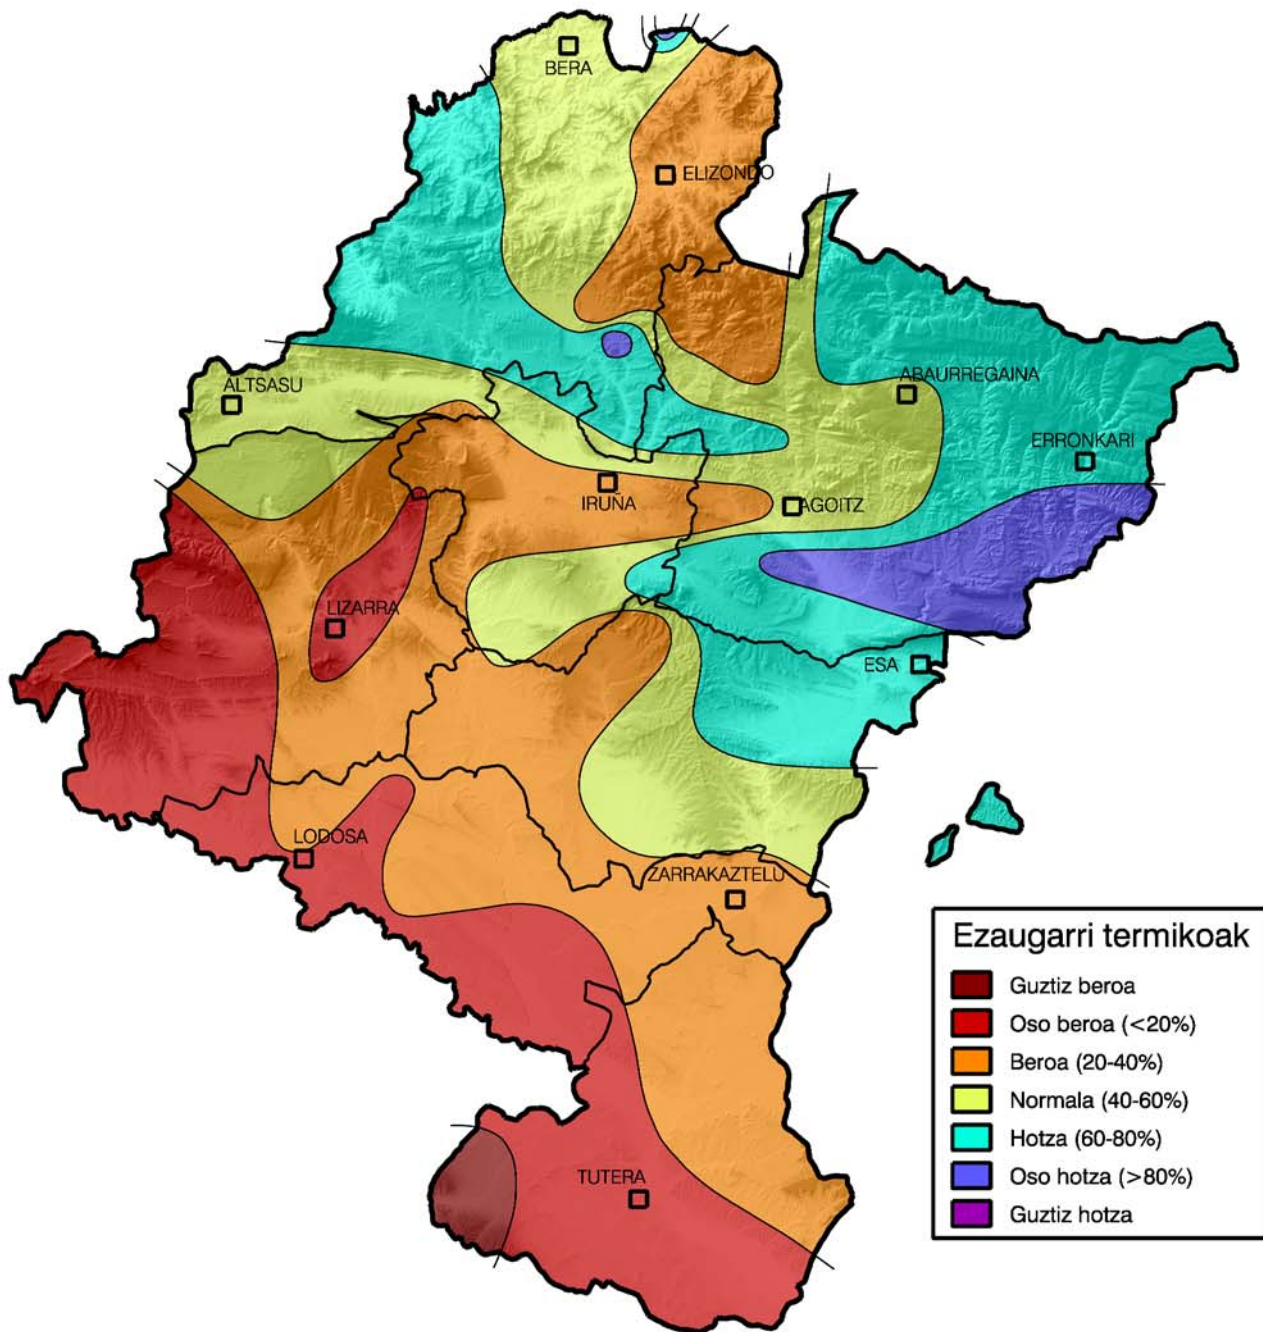 BERA
ELIZONDO
ALTSASU
ABAURREGAINA
ERRONKARI
IRUÑA
AGOITZ
LIZARRA
ESA
LODOSA
ZARRAKAZTELU
TUTERA
Ezaugarri termikoak
Guztiz beroa
Oso beroa (<20%)
Beroa (20-40%)
Normala (40-60%)
Hotza (60-80%)
Oso hotza (>80%)
Guztiz hotza